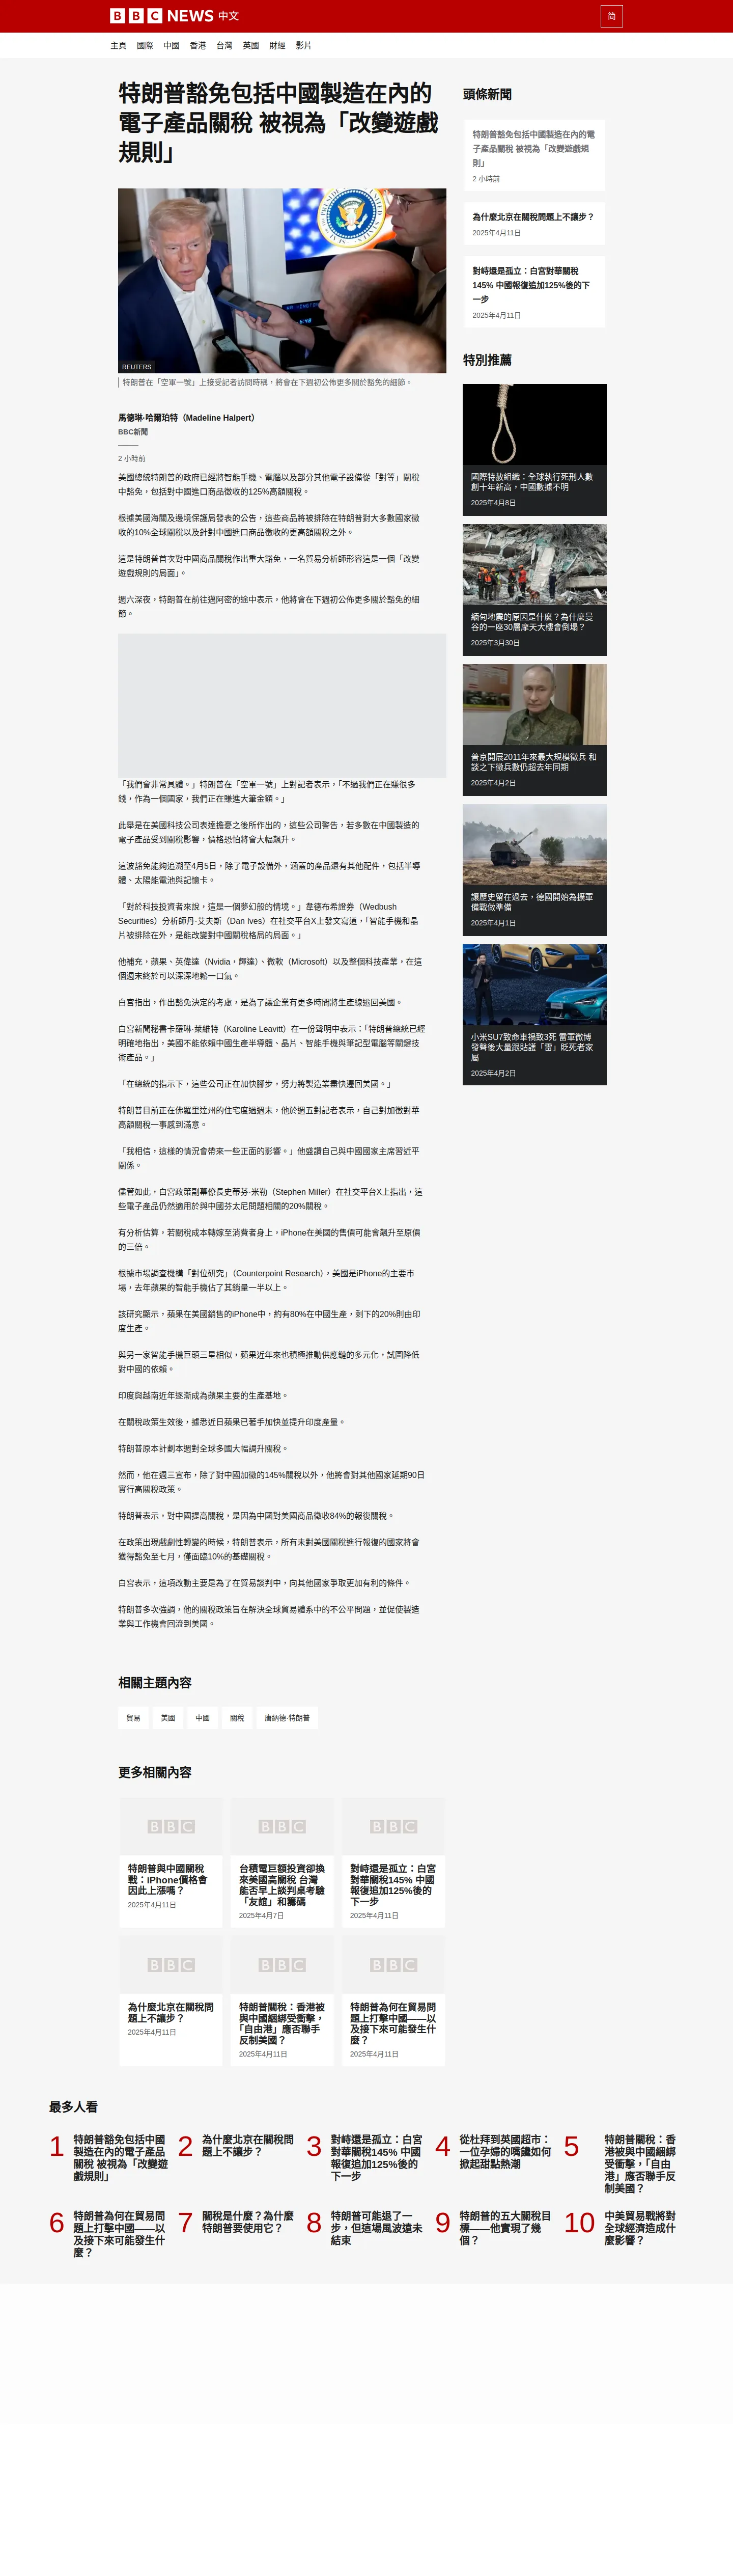 BBC NEWS 中文
简
主頁 國際 中國 香港 台灣 英國 財經 影片
特朗普豁免包括中國製造在內的
電子產品關稅 被視為「改變遊戲
規則」
REUTERS
特朗普在「空軍一號」上接受記者訪問時稱，將會在下週初公佈更多關於豁免的細節。
馬德琳·哈爾珀特（Madeline Halpert）
BBC新聞
2 小時前
美國總統特朗普的政府已經將智能手機、電腦以及部分其他電子設備從「對等」關稅
中豁免，包括對中國進口商品徵收的125%高額關稅。
根據美國海關及邊境保護局發表的公告，這些商品將被排除在特朗普對大多數國家徵
收的10%全球關稅以及針對中國進口商品徵收的更高額關稅之外。
這是特朗普首次對中國商品關稅作出重大豁免，一名貿易分析師形容這是一個「改變
遊戲規則的局面」。
週六深夜，特朗普在前往邁阿密的途中表示，他將會在下週初公佈更多關於豁免的細
節。
「我們會非常具體。」特朗普在「空軍一號」上對記者表示，「不過我們正在賺很多
錢，作為一個國家，我們正在賺進大筆金額。」
此舉是在美國科技公司表達擔憂之後所作出的，這些公司警告，若多數在中國製造的
電子產品受到關稅影響，價格恐怕將會大幅飆升。
這波豁免能夠追溯至4月5日，除了電子設備外，涵蓋的產品還有其他配件，包括半導
體、太陽能電池與記憶卡。
「對於科技投資者來說，這是一個夢幻般的情境。」韋德布希證券（Wedbush
Securities）分析師丹·艾夫斯（Dan Ives）在社交平台X上發文寫道，「智能手機和晶
片被排除在外，是能改變對中國關稅格局的局面。」
他補充，蘋果、英偉達（Nvidia，輝達）、微軟（Microsoft）以及整個科技產業，在這
個週末終於可以深深地鬆一口氣。
白宮指出，作出豁免決定的考慮，是為了讓企業有更多時間將生產線遷回美國。
白宮新聞秘書卡羅琳·萊維特（Karoline Leavitt）在一份聲明中表示：「特朗普總統已經
明確地指出，美國不能依賴中國生產半導體、晶片、智能手機與筆記型電腦等關鍵技
術產品。」
「在總統的指示下，這些公司正在加快腳步，努力將製造業盡快遷回美國。」
特朗普目前正在佛羅里達州的住宅度過週末，他於週五對記者表示，自己對加徵對華
高額關稅一事感到滿意。
「我相信，這樣的情況會帶來一些正面的影響。」他盛讚自己與中國國家主席習近平
關係。
儘管如此，白宮政策副幕僚長史蒂芬·米勒（Stephen Miller）在社交平台X上指出，這
些電子產品仍然適用於與中國芬太尼問題相關的20%關稅。
有分析估算，若關稅成本轉嫁至消費者身上，iPhone在美國的售價可能會飆升至原價
的三倍。
根據市場調查機構「對位研究」（Counterpoint Research），美國是iPhone的主要市
場，去年蘋果的智能手機佔了其銷量一半以上。
該研究顯示，蘋果在美國銷售的iPhone中，約有80%在中國生產，剩下的20%則由印
度生產。
與另一家智能手機巨頭三星相似，蘋果近年來也積極推動供應鏈的多元化，試圖降低
對中國的依賴。
印度與越南近年逐漸成為蘋果主要的生產基地。
在關稅政策生效後，據悉近日蘋果已著手加快並提升印度產量。
特朗普原本計劃本週對全球多國大幅調升關稅。
然而，他在週三宣布，除了對中國加徵的145%關稅以外，他將會對其他國家延期90日
實行高關稅政策。
特朗普表示，對中國提高關稅，是因為中國對美國商品徵收84%的報復關稅。
在政策出現戲劇性轉變的時候，特朗普表示，所有未對美國關稅進行報復的國家將會
獲得豁免至七月，僅面臨10%的基礎關稅。
白宮表示，這項改動主要是為了在貿易談判中，向其他國家爭取更加有利的條件。
特朗普多次強調，他的關稅政策旨在解決全球貿易體系中的不公平問題，並促使製造
業與工作機會回流到美國。
相關主題內容
貿易 美國 中國 關稅 唐納德·特朗普
更多相關內容
BBC BBC BBC
特朗普與中國關稅
戰：iPhone價格會
因此上漲嗎？
2025年4月11日
台積電巨額投資卻換
來美國高關稅 台灣
能否早上談判桌考驗
「友誼」和籌碼
2025年4月7日
對峙還是孤立：白宮
對華關稅145% 中國
報復追加125%後的
下一步
2025年4月11日
BBC BBC BBC
為什麼北京在關稅問
題上不讓步？
2025年4月11日
特朗普關稅：香港被
與中國綑綁受衝擊，
「自由港」應否聯手
反制美國？
2025年4月11日
特朗普為何在貿易問
題上打擊中國——以
及接下來可能發生什
麼？
2025年4月11日
頭條新聞
特朗普豁免包括中國製造在內的電
子產品關稅 被視為「改變遊戲規
則」
2 小時前
為什麼北京在關稅問題上不讓步？
2025年4月11日
對峙還是孤立：白宮對華關稅
145% 中國報復追加125%後的下
一步
2025年4月11日
特別推薦
國際特赦組織：全球執行死刑人數
創十年新高，中國數據不明
2025年4月8日
緬甸地震的原因是什麼？為什麼曼
谷的一座30層摩天大樓會倒塌？
2025年3月30日
普京開展2011年來最大規模徵兵 和
談之下徵兵數仍超去年同期
2025年4月2日
讓歷史留在過去，德國開始為擴軍
備戰做準備
2025年4月1日
小米SU7致命車禍致3死 雷軍微博
發聲後大量跟貼護「雷」貶死者家
屬
2025年4月2日
最多人看
1
特朗普豁免包括中國
製造在內的電子產品
關稅 被視為「改變遊
戲規則」
2
為什麼北京在關稅問
題上不讓步？
3
對峙還是孤立：白宮
對華關稅145% 中國
報復追加125%後的
下一步
4
從杜拜到英國超市：
一位孕婦的嘴饞如何
掀起甜點熱潮
5
特朗普關稅：香
港被與中國綑綁
受衝擊，「自由
港」應否聯手反
制美國？
6
特朗普為何在貿易問
題上打擊中國——以
及接下來可能發生什
麼？
7
關稅是什麼？為什麼
特朗普要使用它？
8
特朗普可能退了一
步，但這場風波遠未
結束
9
特朗普的五大關稅目
標——他實現了幾
個？
10
中美貿易戰將對
全球經濟造成什
麼影響？